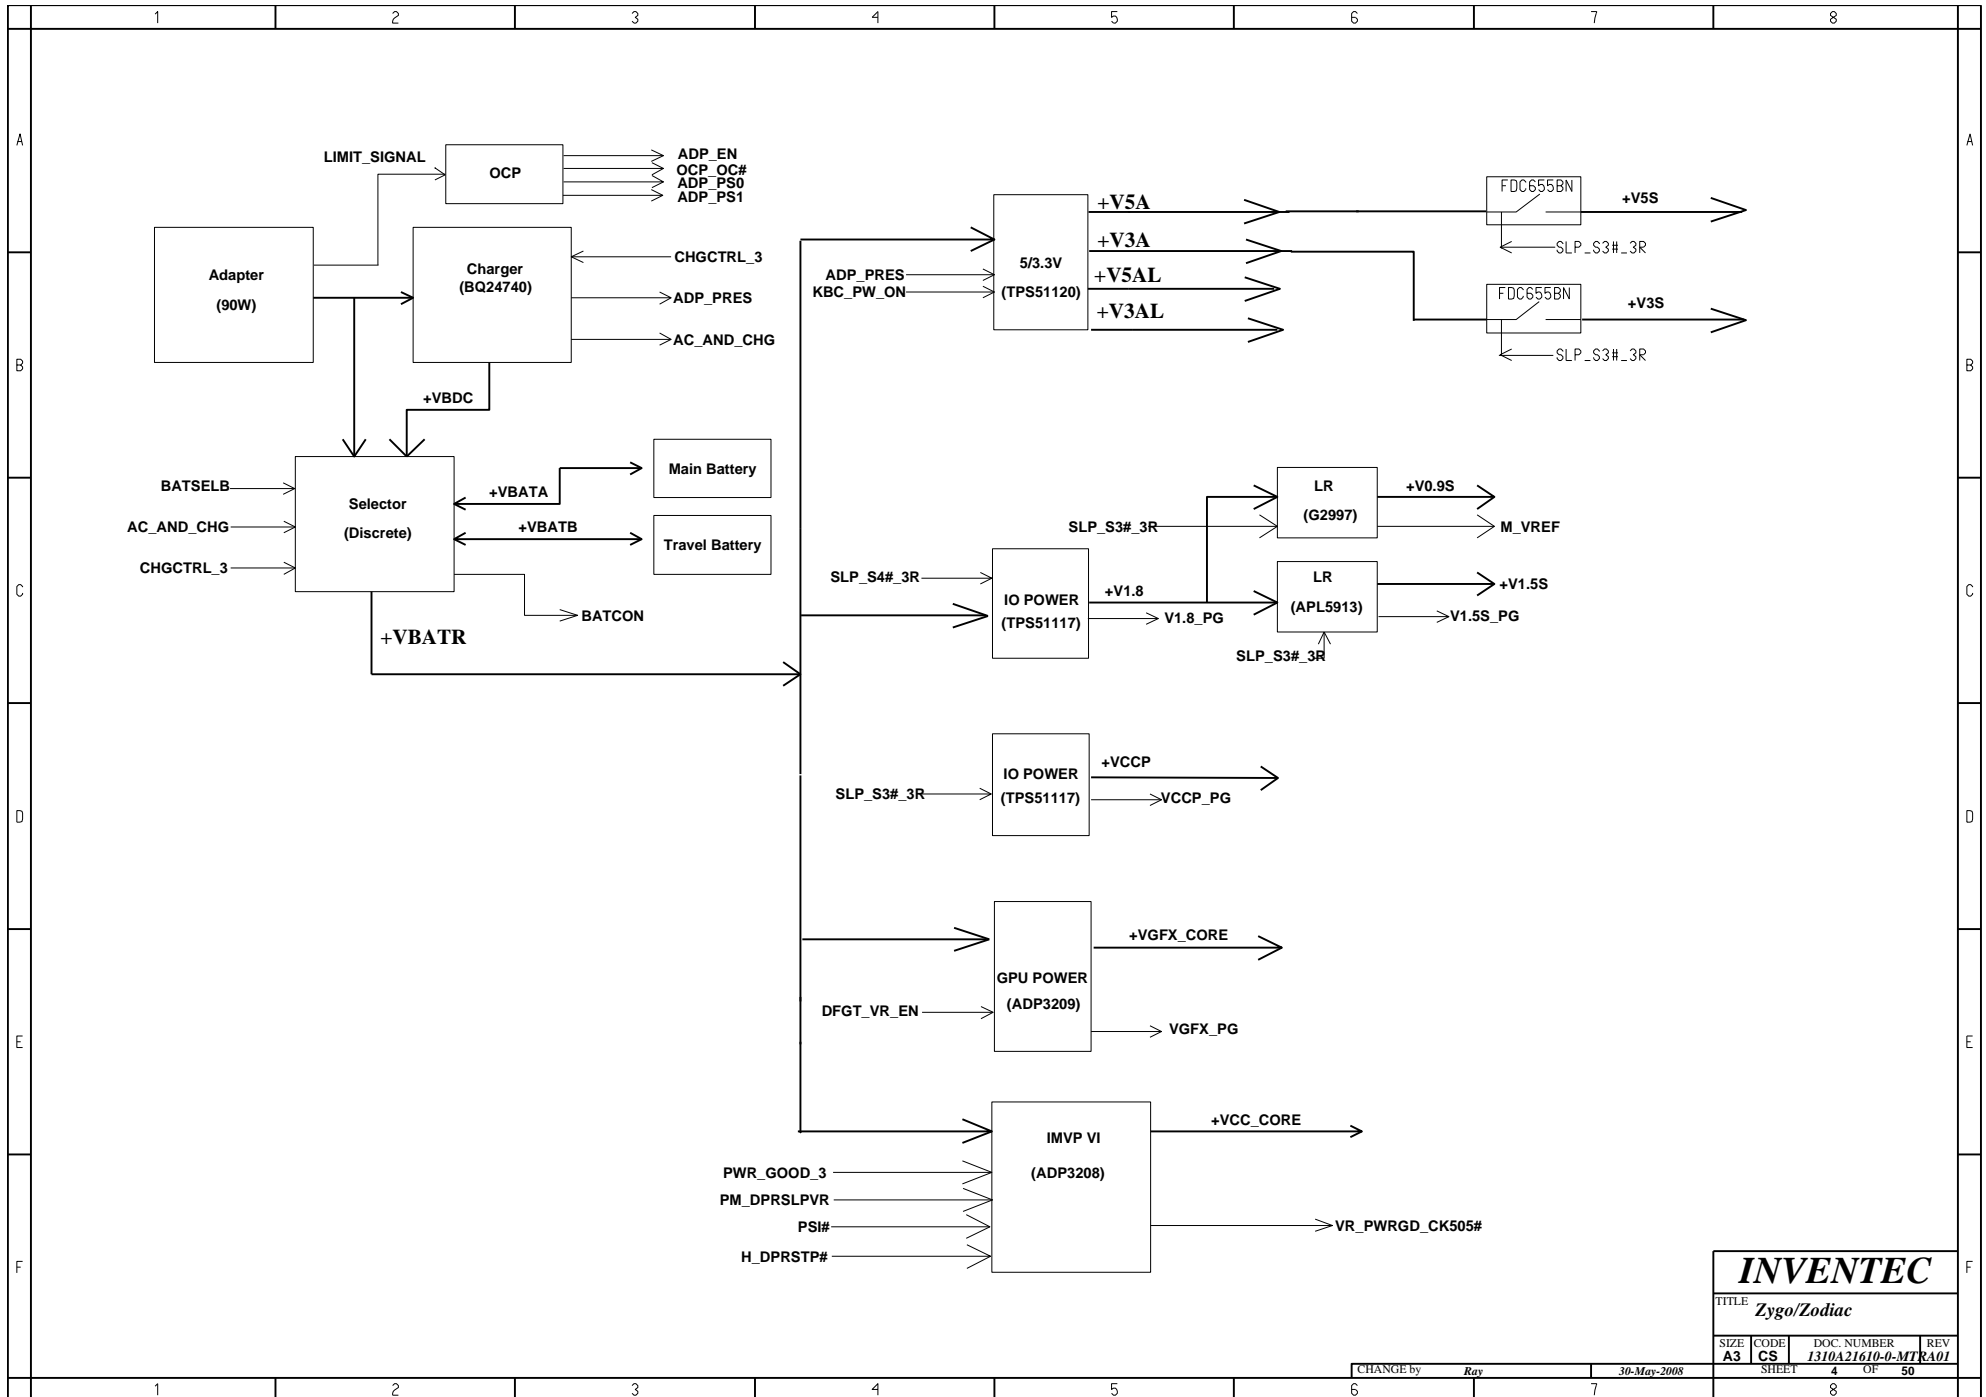 1 2 3 4 5 6 7 8
A A
LIMIT_SIGNAL
OCP
ADP_EN
OCP_OC#
ADP_PS0
ADP_PS1
Adapter
(90W)
Charger
(BQ24740)
CHGCTRL_3
ADP_PRES
AC_AND_CHG
+VBDC
ADP_PRES
KBC_PW_ON
5/3.3V
(TPS51120)
+V5A
+V3A
+V5AL
+V3AL
FDC655BN
+V5S
SLP_S3#_3R
FDC655BN
+V3S
SLP_S3#_3R
B B
BATSELB
AC_AND_CHG
CHGCTRL_3
Selector
(Discrete)
+VBATA
Main Battery
+VBATB
Travel Battery
BATCON
+VBATR
SLP_S4#_3R
IO POWER
(TPS51117)
+V1.8
V1.8_PG
SLP_S3#_3R
LR
(G2997)
+V0.9S
M_VREF
LR
(APL5913)
+V1.5S
V1.5S_PG
SLP_S3#_3R
C C
SLP_S3#_3R
IO POWER
(TPS51117)
+VCCP
VCCP_PG
D D
DFGT_VR_EN
GPU POWER
(ADP3209)
+VGFX_CORE
VGFX_PG
E E
PWR_GOOD_3
PM_DPRSLPVR
PSI#
H_DPRSTP#
IMVP VI
(ADP3208)
+VCC_CORE
VR_PWRGD_CK505#
F F
INVENTEC
TITLE Zygo/Zodiac
SIZE CODE DOC. NUMBER REV
A3 CS 1310A21610-0-MTR A01
CHANGE by Ray 30-May-2008 SHEET 4 OF 50
1 2 3 4 5 6 7 8